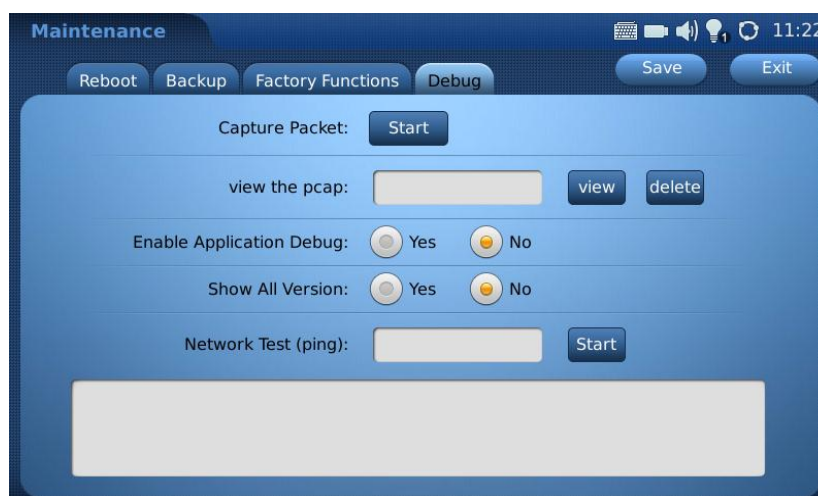 Maintenance 1 11:22
Reboot Backup Factory Functions Debug Save Exit
Capture Packet: Start
view the pcap: view delete
Enable Application Debug: Yes No
Show All Version: Yes No
Network Test (ping): Start